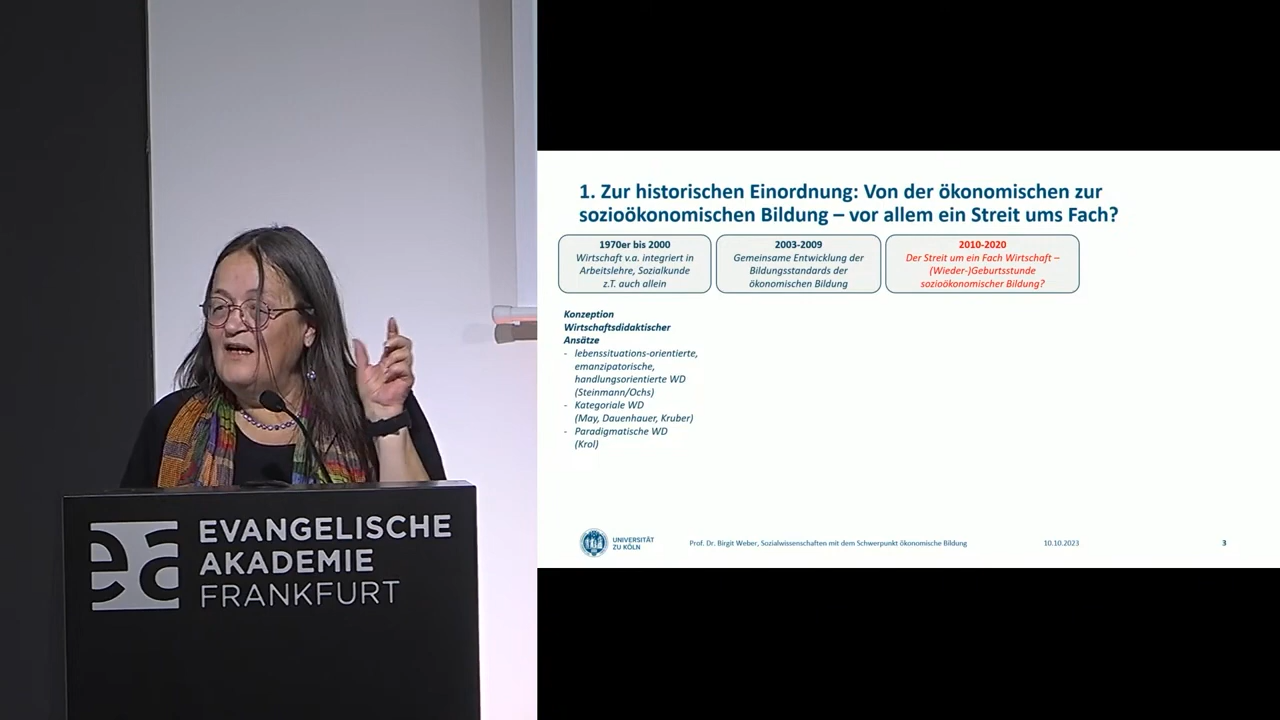 ea
EVANGELISCHE
AKADEMIE
FRANKFURT
1. Zur historischen Einordnung: Von der ökonomischen zur
sozioökonomischen Bildung – vor allem ein Streit ums Fach?
1970er bis 2000
Wirtschaft v.a. integriert in
Arbeitslehre, Sozialkunde
z.T. auch allein
2003-2009
Gemeinsame Entwicklung der
Bildungsstandards der
ökonomischen Bildung
2010-2020
Der Streit um ein Fach Wirtschaft –
(Wieder-)Geburtsstunde
sozioökonomischer Bildung?
Konzeption
Wirtschaftsdidaktischer
Ansätze
- lebenssituations-orientierte,
emanzipatorische,
handlungsorientierte WD
(Steinmann/Ochs)
- Kategoriale WD
(May, Dauenhauer, Kruber)
- Paradigmatische WD
(Krol)
UNIVERSITÄT
ZU KÖLN
Prof. Dr. Birgit Weber, Sozialwissenschaften mit dem Schwerpunkt ökonomische Bildung
10.10.2023
3